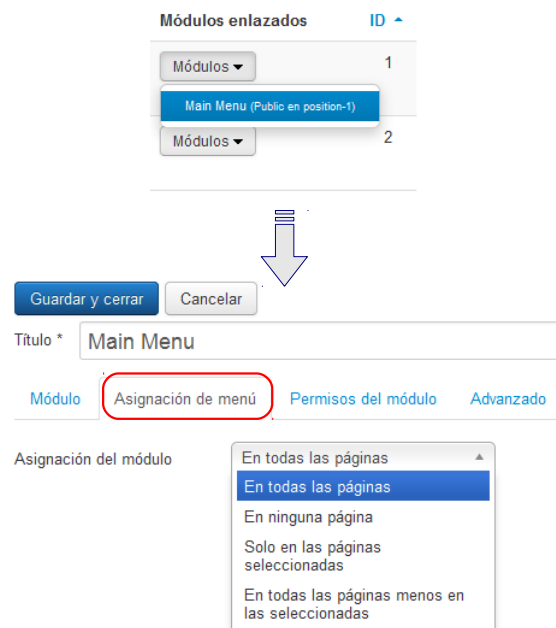 Módulos enlazados ID
Módulos 1
Main Menu (Public en position-1)
Módulos 2
Guardar y cerrar Cancelar
Título * Main Menu
Módulo Asignación de menú Permisos del módulo Advanzado
Asignación del módulo En todas las páginas
En todas las páginas
En ninguna página
Solo en las páginas
seleccionadas
En todas las páginas menos en
las seleccionadas